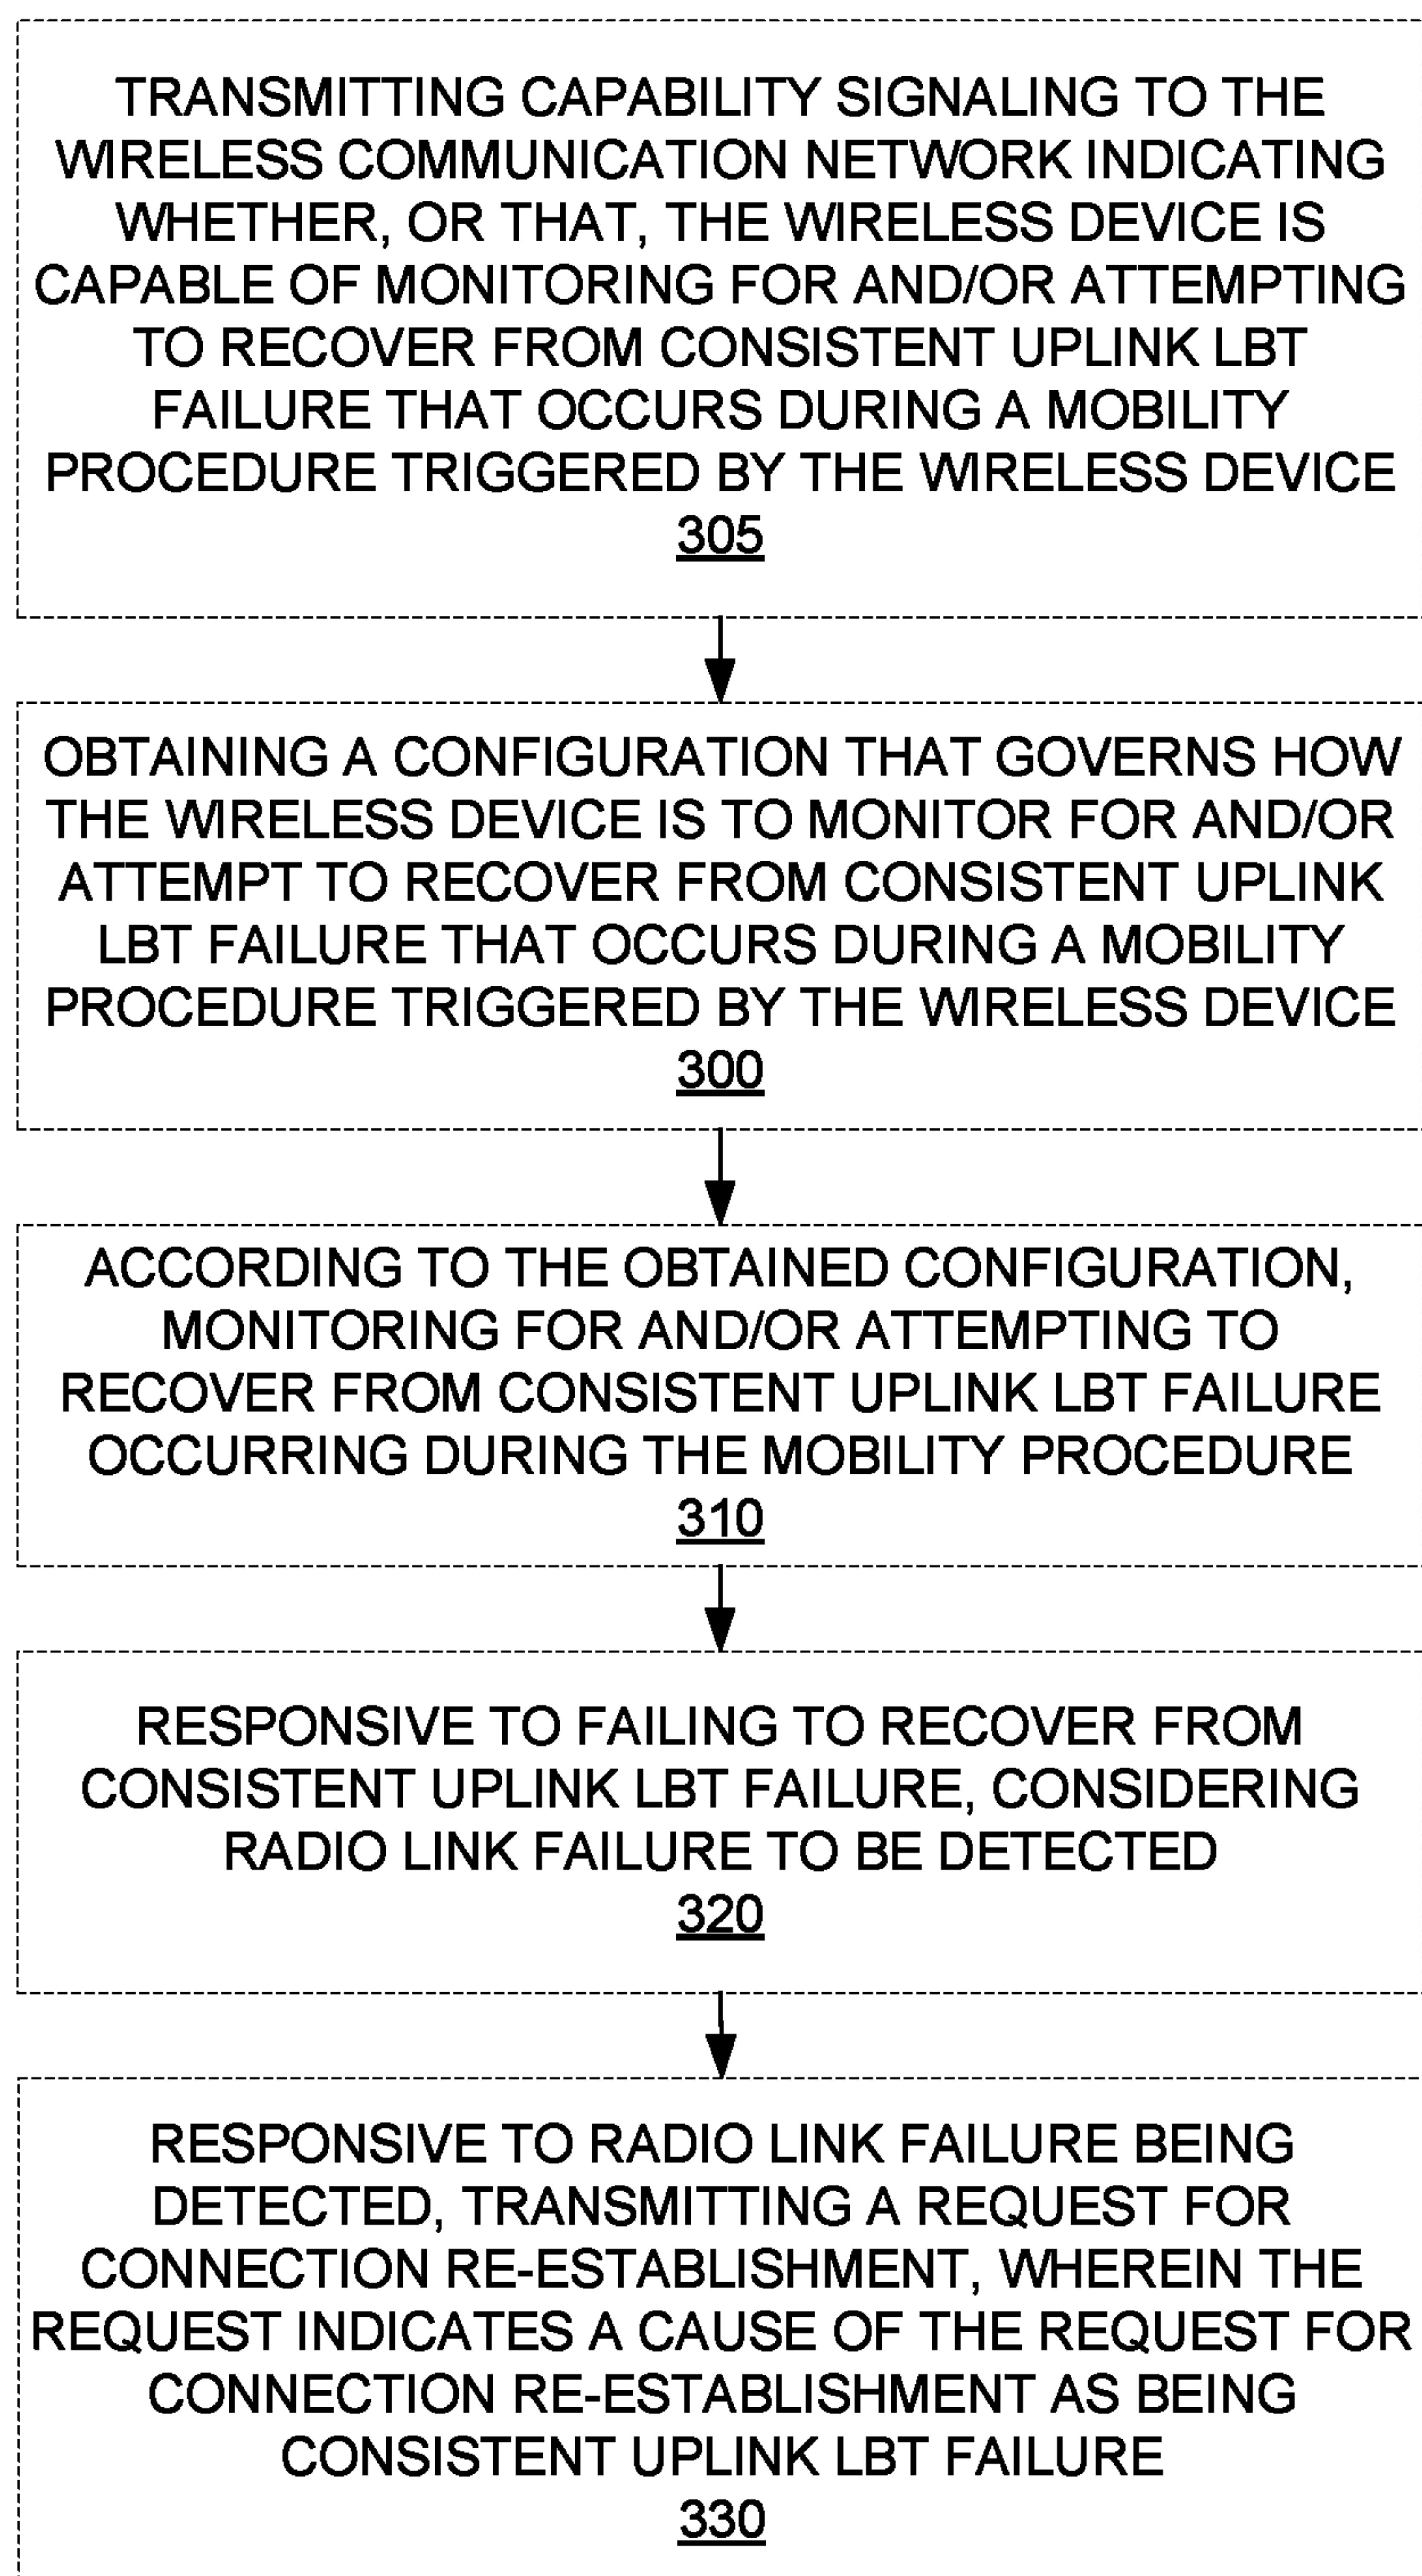 TRANSMITTING CAPABILITY SIGNALING TO THE
WIRELESS COMMUNICATION NETWORK INDICATING
WHETHER, OR THAT, THE WIRELESS DEVICE IS
CAPABLE OF MONITORING FOR AND/OR ATTEMPTING
TO RECOVER FROM CONSISTENT UPLINK LBT
FAILURE THAT OCCURS DURING A MOBILITY
PROCEDURE TRIGGERED BY THE WIRELESS DEVICE
305
OBTAINING A CONFIGURATION THAT GOVERNS HOW
THE WIRELESS DEVICE IS TO MONITOR FOR AND/OR
ATTEMPT TO RECOVER FROM CONSISTENT UPLINK
LBT FAILURE THAT OCCURS DURING A MOBILITY
PROCEDURE TRIGGERED BY THE WIRELESS DEVICE
300
ACCORDING TO THE OBTAINED CONFIGURATION,
MONITORING FOR AND/OR ATTEMPTING TO
RECOVER FROM CONSISTENT UPLINK LBT FAILURE
OCCURRING DURING THE MOBILITY PROCEDURE
310
RESPONSIVE TO FAILING TO RECOVER FROM
CONSISTENT UPLINK LBT FAILURE, CONSIDERING
RADIO LINK FAILURE TO BE DETECTED
320
RESPONSIVE TO RADIO LINK FAILURE BEING
DETECTED, TRANSMITTING A REQUEST FOR
CONNECTION RE-ESTABLISHMENT, WHEREIN THE
REQUEST INDICATES A CAUSE OF THE REQUEST FOR
CONNECTION RE-ESTABLISHMENT AS BEING
CONSISTENT UPLINK LBT FAILURE
330